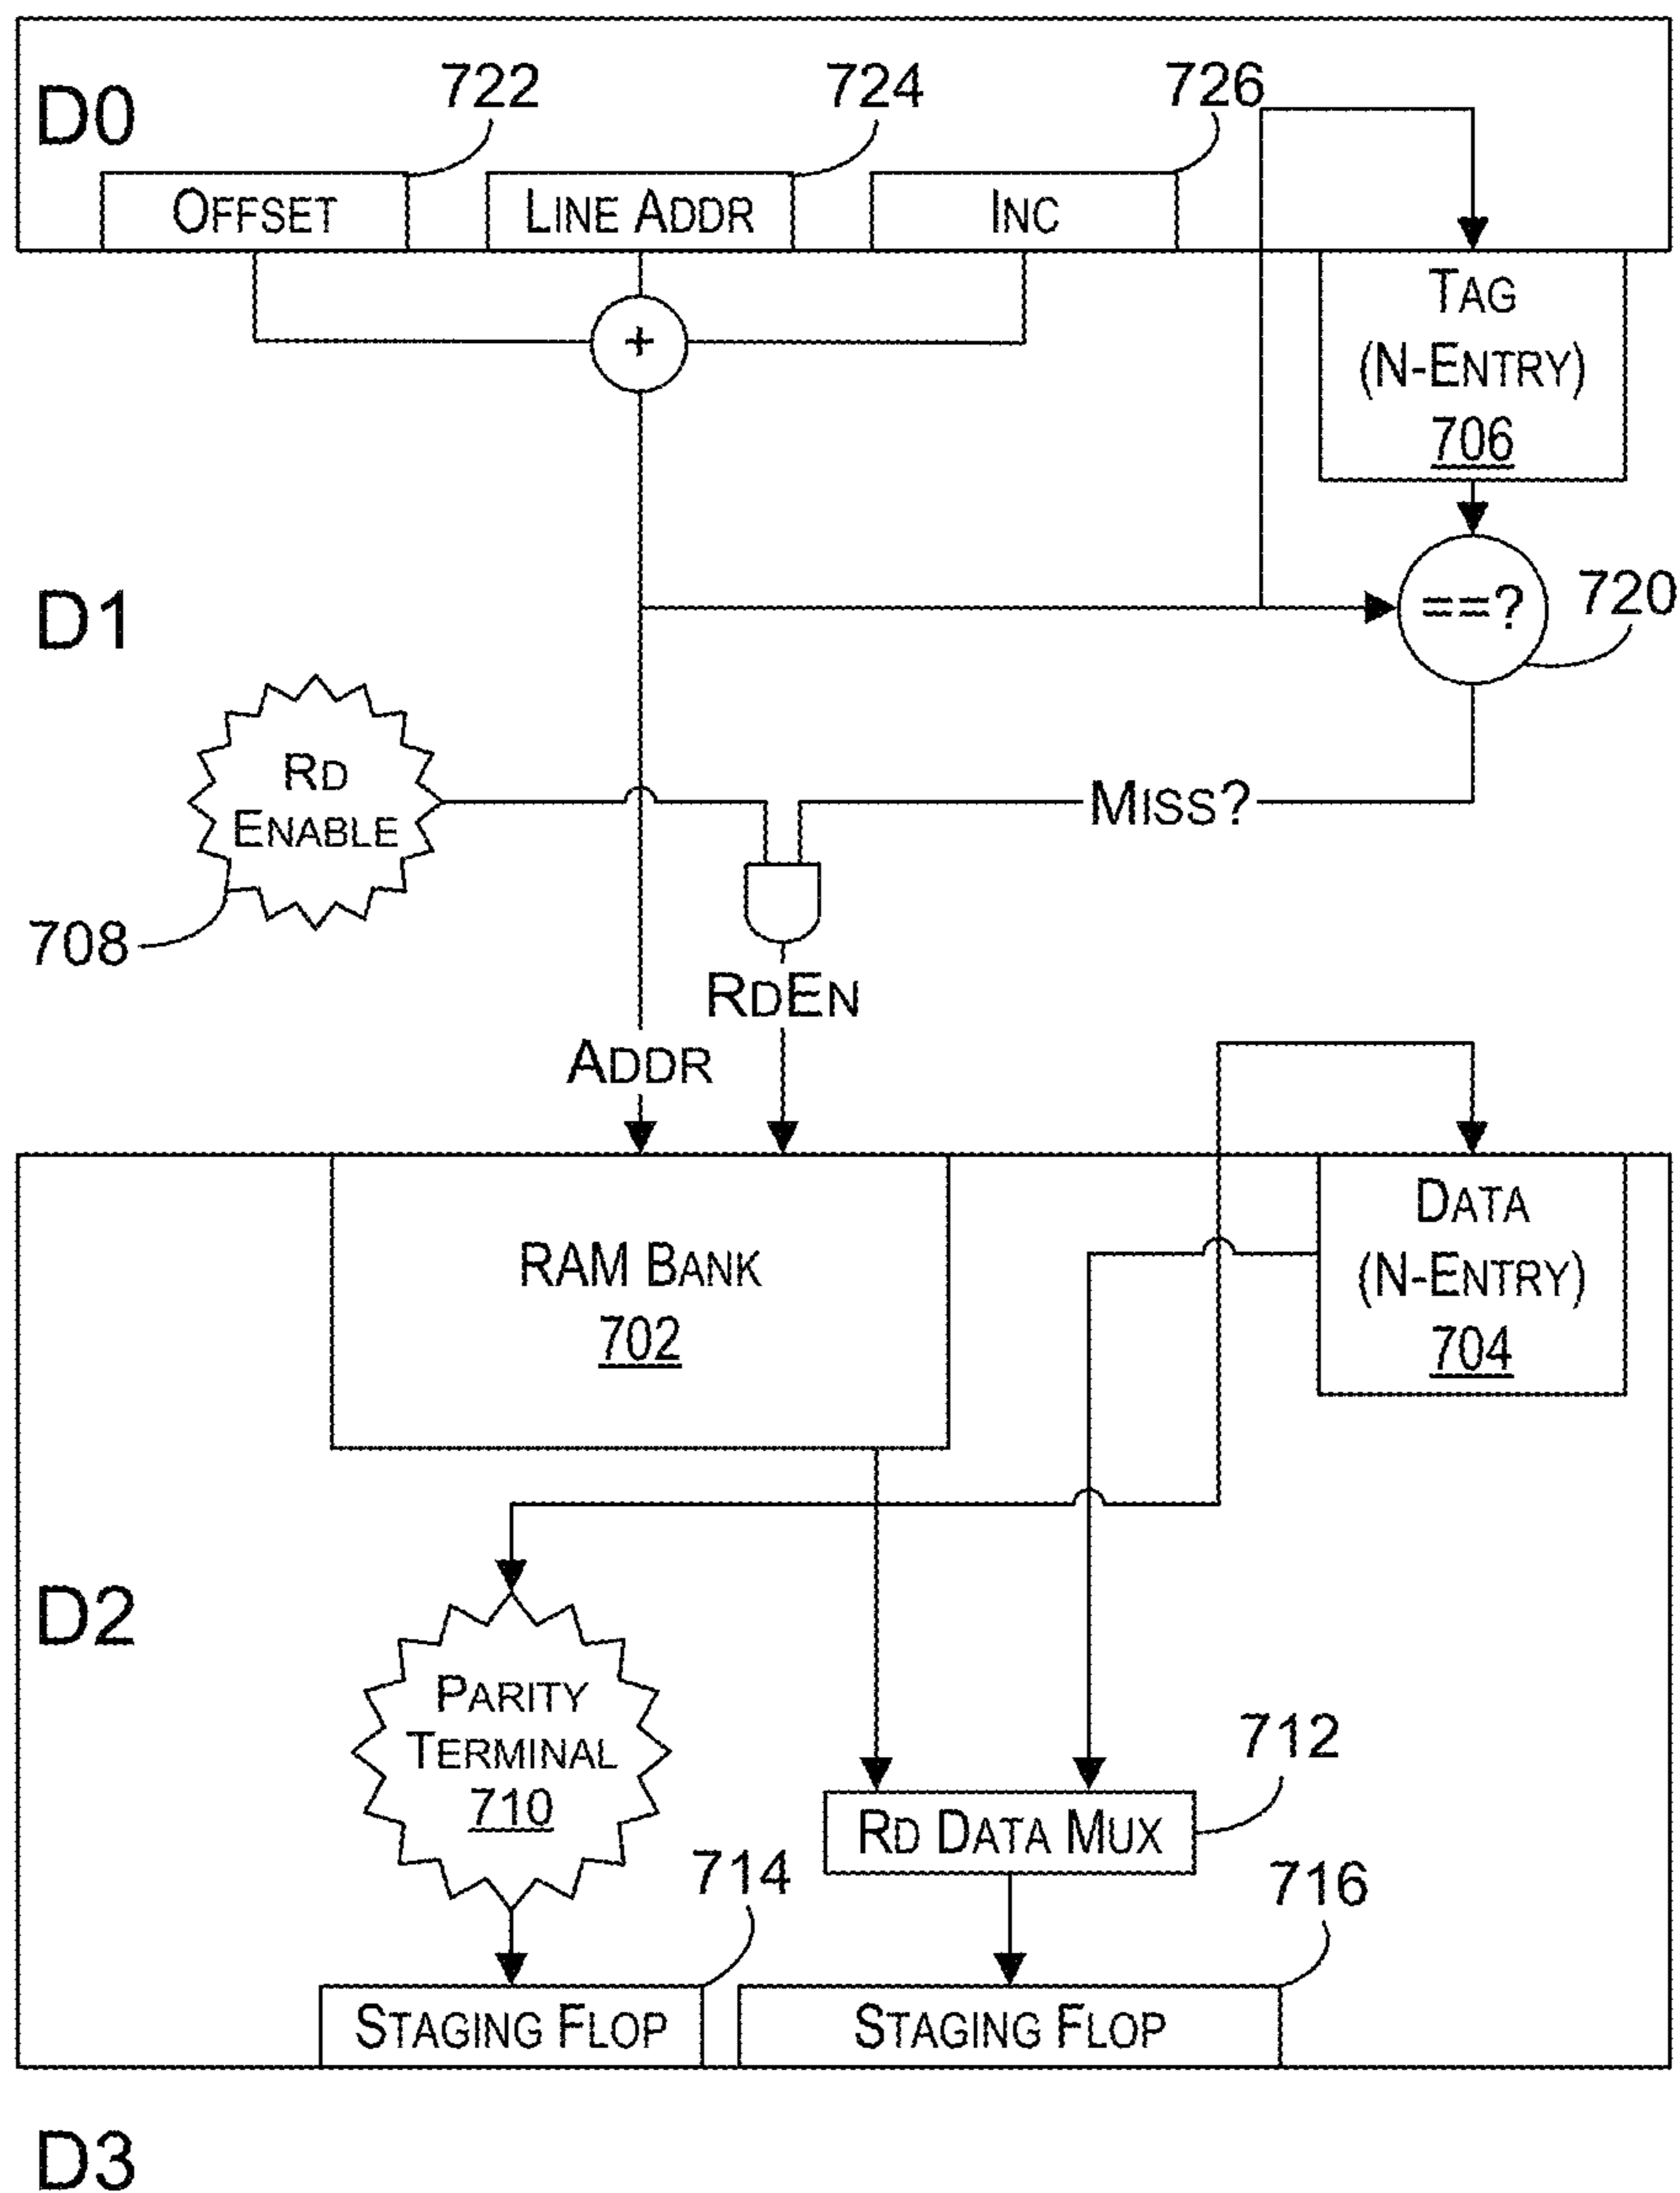 722
724
726
D0
OFFSET
LINE ADDR
INC
TAG
(N-ENTRY)
706
+
D1
==?
720
RD
ENABLE
MISS?
708
RDEN
ADDR
RAM BANK
702
DATA
(N-ENTRY)
704
D2
PARITY
TERMINAL
710
712
RD DATA MUX
714
716
STAGING FLOP
STAGING FLOP
D3